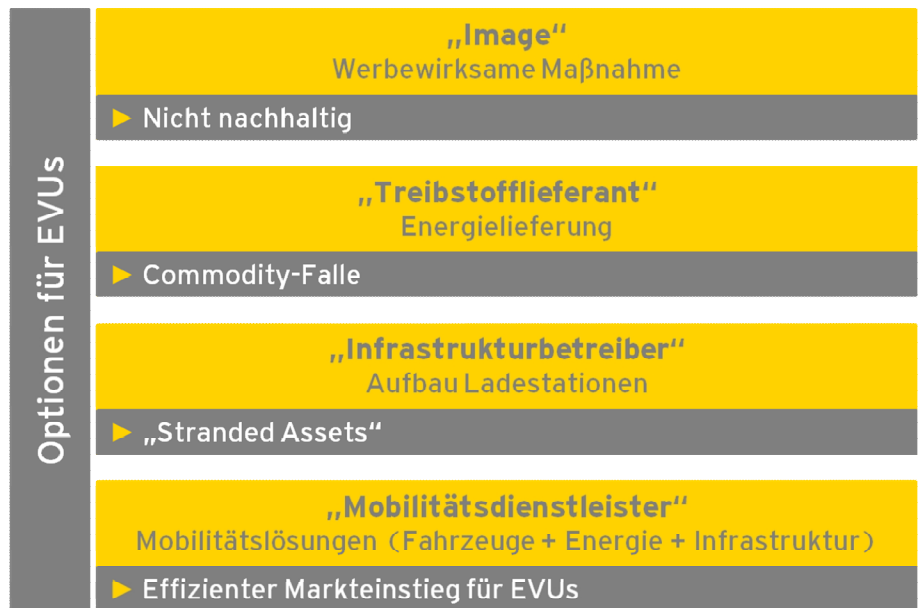 Optionen für EVUs
„Image“
Werbewirksame Maßnahme
► Nicht nachhaltig
„Treibstofflieferant“
Energielieferung
► Commodity-Falle
„Infrastrukturbetreiber“
Aufbau Ladestationen
► „Stranded Assets“
„Mobilitätsdienstleister“
Mobilitätslösungen (Fahrzeuge + Energie + Infrastruktur)
► Effizienter Markteinstieg für EVUs